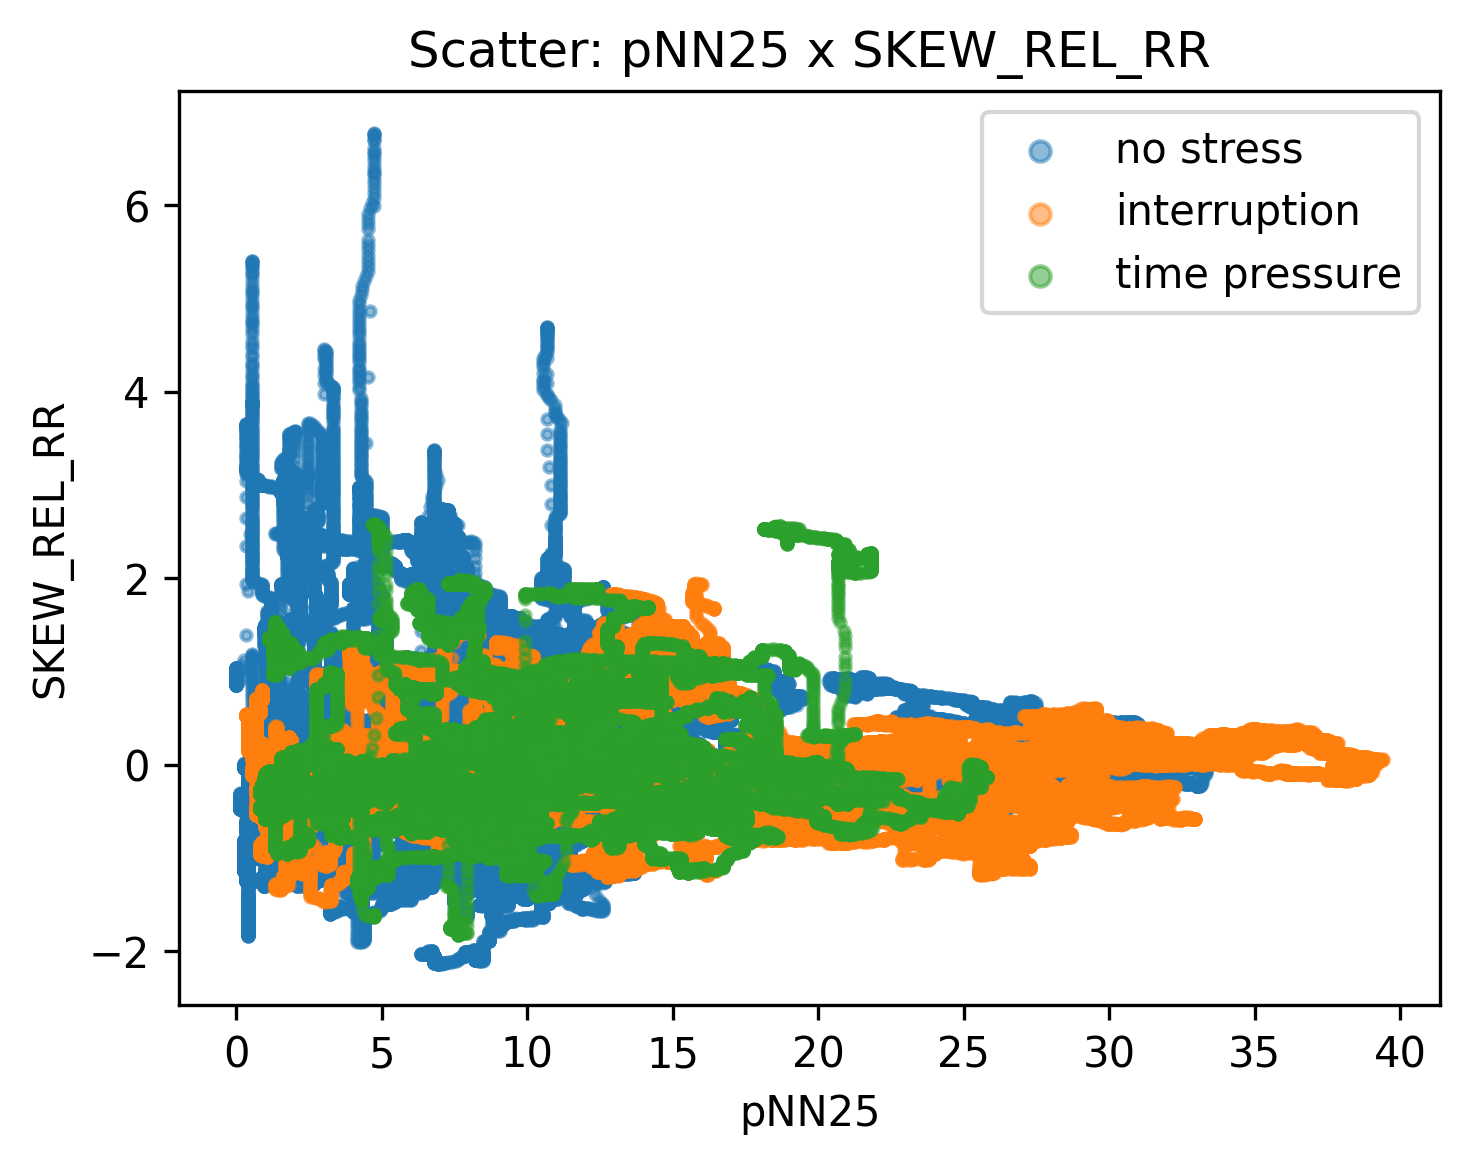 Scatter: pNN25 x SKEW_REL_RR
no stress
interruption
time pressure
6
4
2
0
−2
SKEW_REL_RR
0 5 10 15 20 25 30 35 40
pNN25